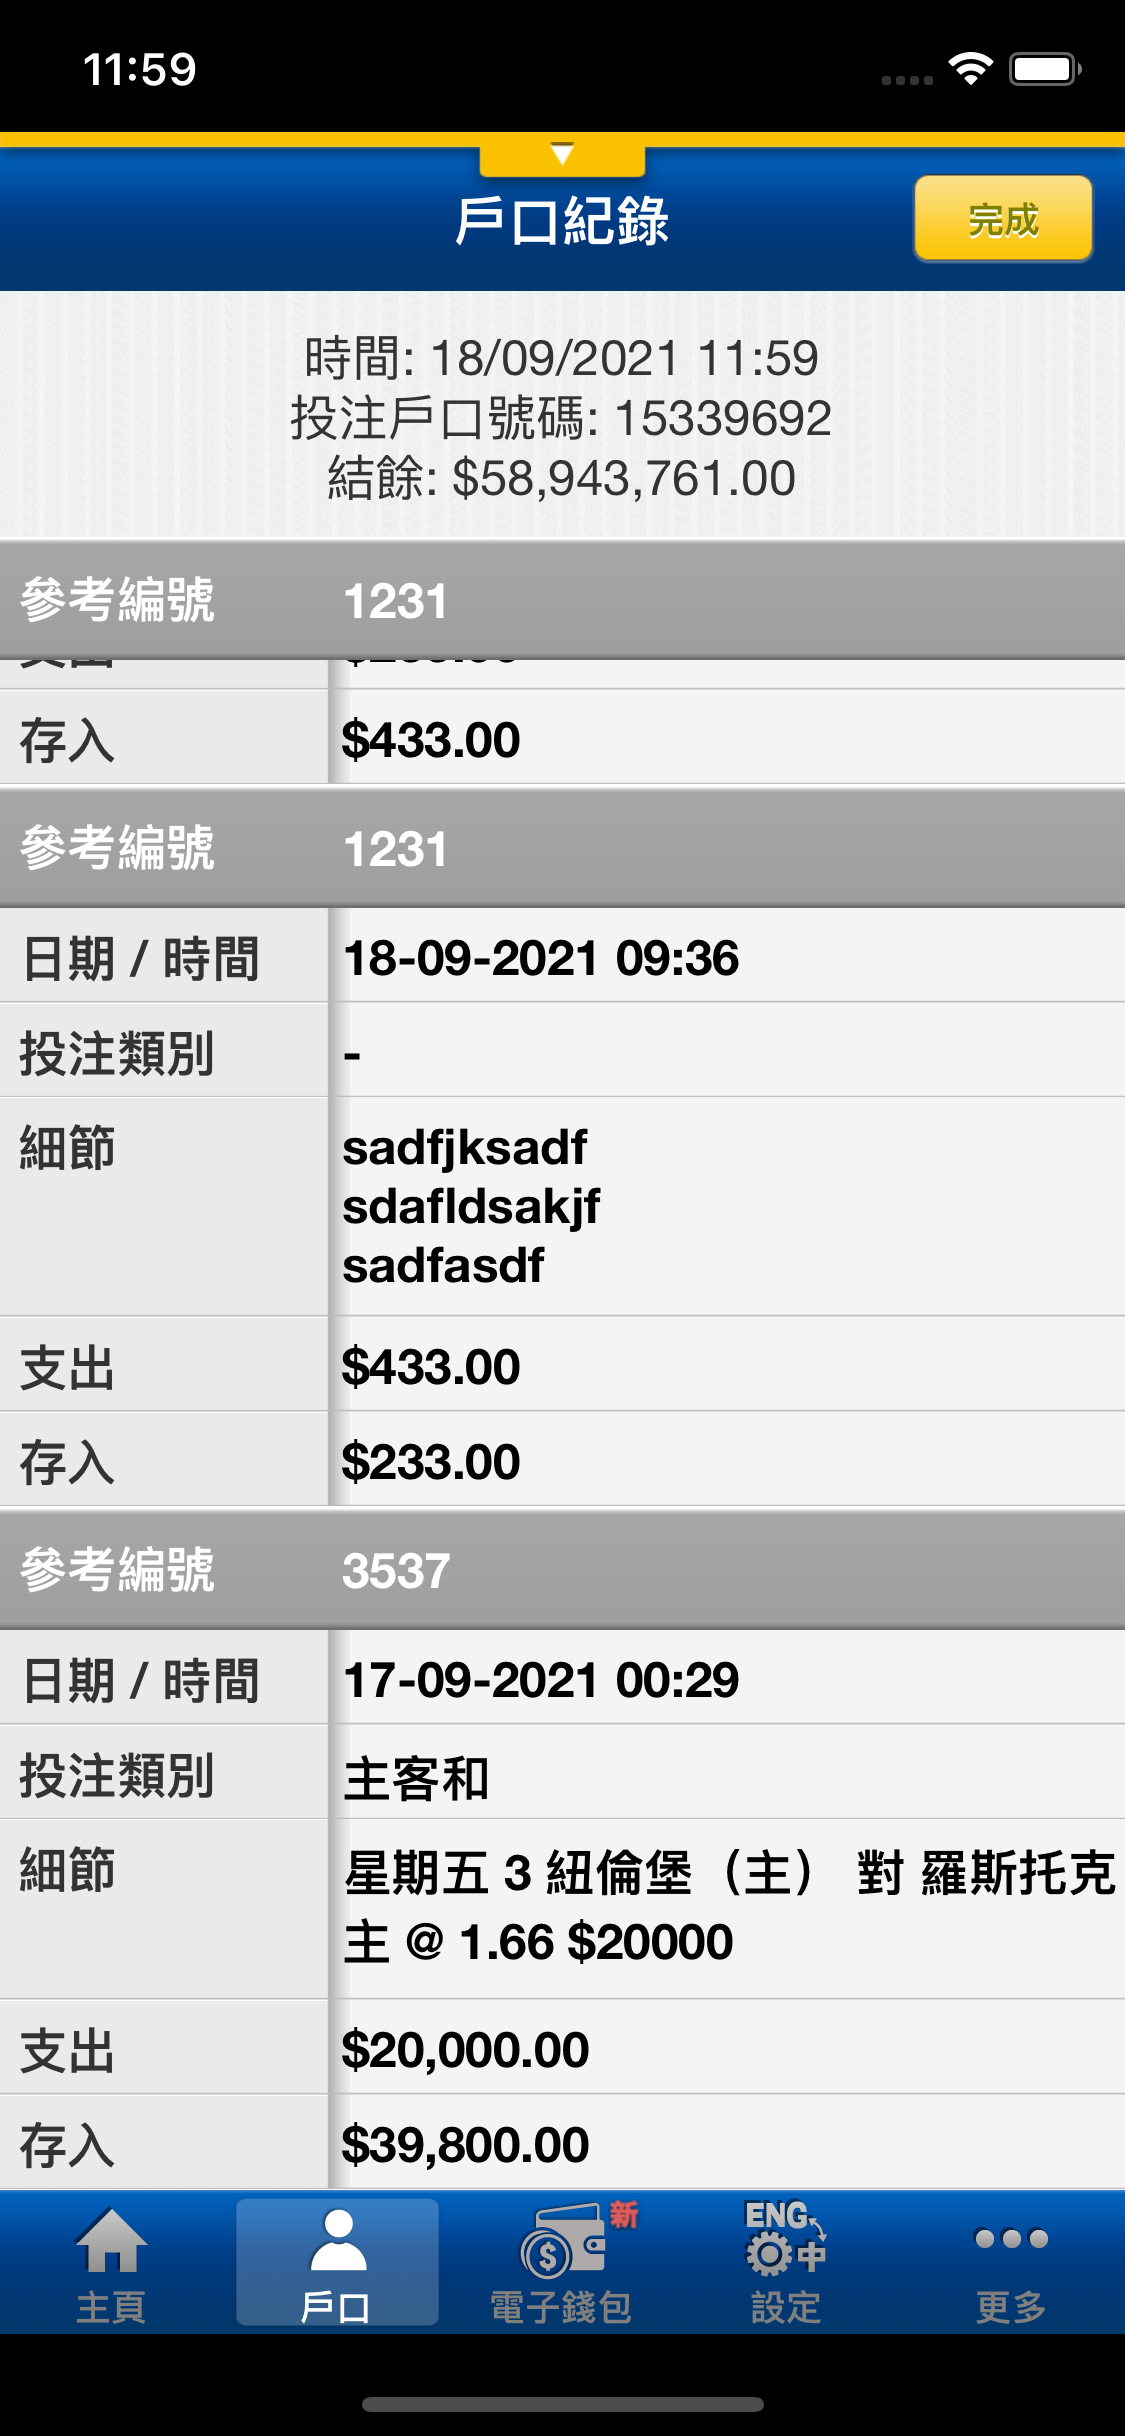 11:59
戶口紀錄
完成
時間: 18/09/2021 11:59
投注戶口號碼: 15339692
結餘: $58,943,761.00
參考編號 1231
存入 $433.00
參考編號 1231
日期 / 時間 18-09-2021 09:36
投注類別 -
細節 sadfjksadf
sdafldsakjf
sadfasdf
支出 $433.00
存入 $233.00
參考編號 3537
日期 / 時間 17-09-2021 00:29
投注類別 主客和
細節 星期五 3 紐倫堡（主） 對 羅斯托克
主 @ 1.66 $20000
支出 $20,000.00
存入 $39,800.00
新
ENG
中
主頁 戶口 電子錢包 設定 更多